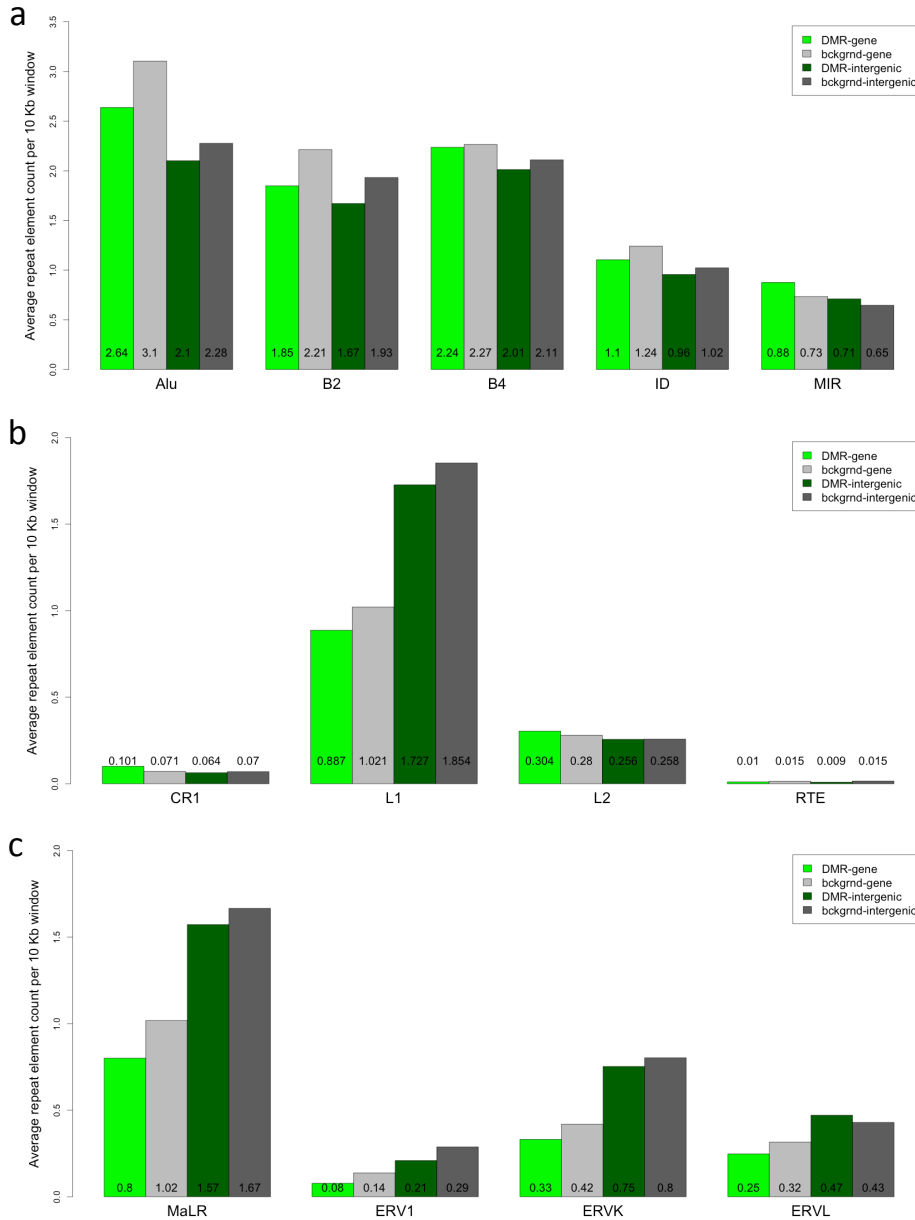 a
Average repeat element count per 10 Kb window
0.0 0.5 1.0 1.5 2.0 2.5 3.0 3.5
DMR-gene
bckgrnd-gene
DMR-intergenic
bckgrnd-intergenic
2.64 3.1 2.1 2.28 1.85 2.21 1.67 1.93 2.24 2.27 2.01 2.11 1.1 1.24 0.96 1.02 0.88 0.73 0.71 0.65
Alu B2 B4 ID MIR
b
Average repeat element count per 10 Kb window
0.0 0.5 1.0 1.5 2.0
DMR-gene
bckgrnd-gene
DMR-intergenic
bckgrnd-intergenic
0.101 0.071 0.064 0.07 0.887 1.021 1.727 1.854 0.304 0.28 0.256 0.258 0.01 0.015 0.009 0.015
CR1 L1 L2 RTE
c
Average repeat element count per 10 Kb window
0.0 0.5 1.0 1.5 2.0
DMR-gene
bckgrnd-gene
DMR-intergenic
bckgrnd-intergenic
0.8 1.02 1.57 1.67 0.08 0.14 0.21 0.29 0.33 0.42 0.75 0.8 0.25 0.32 0.47 0.43
MaLR ERV1 ERVK ERVL